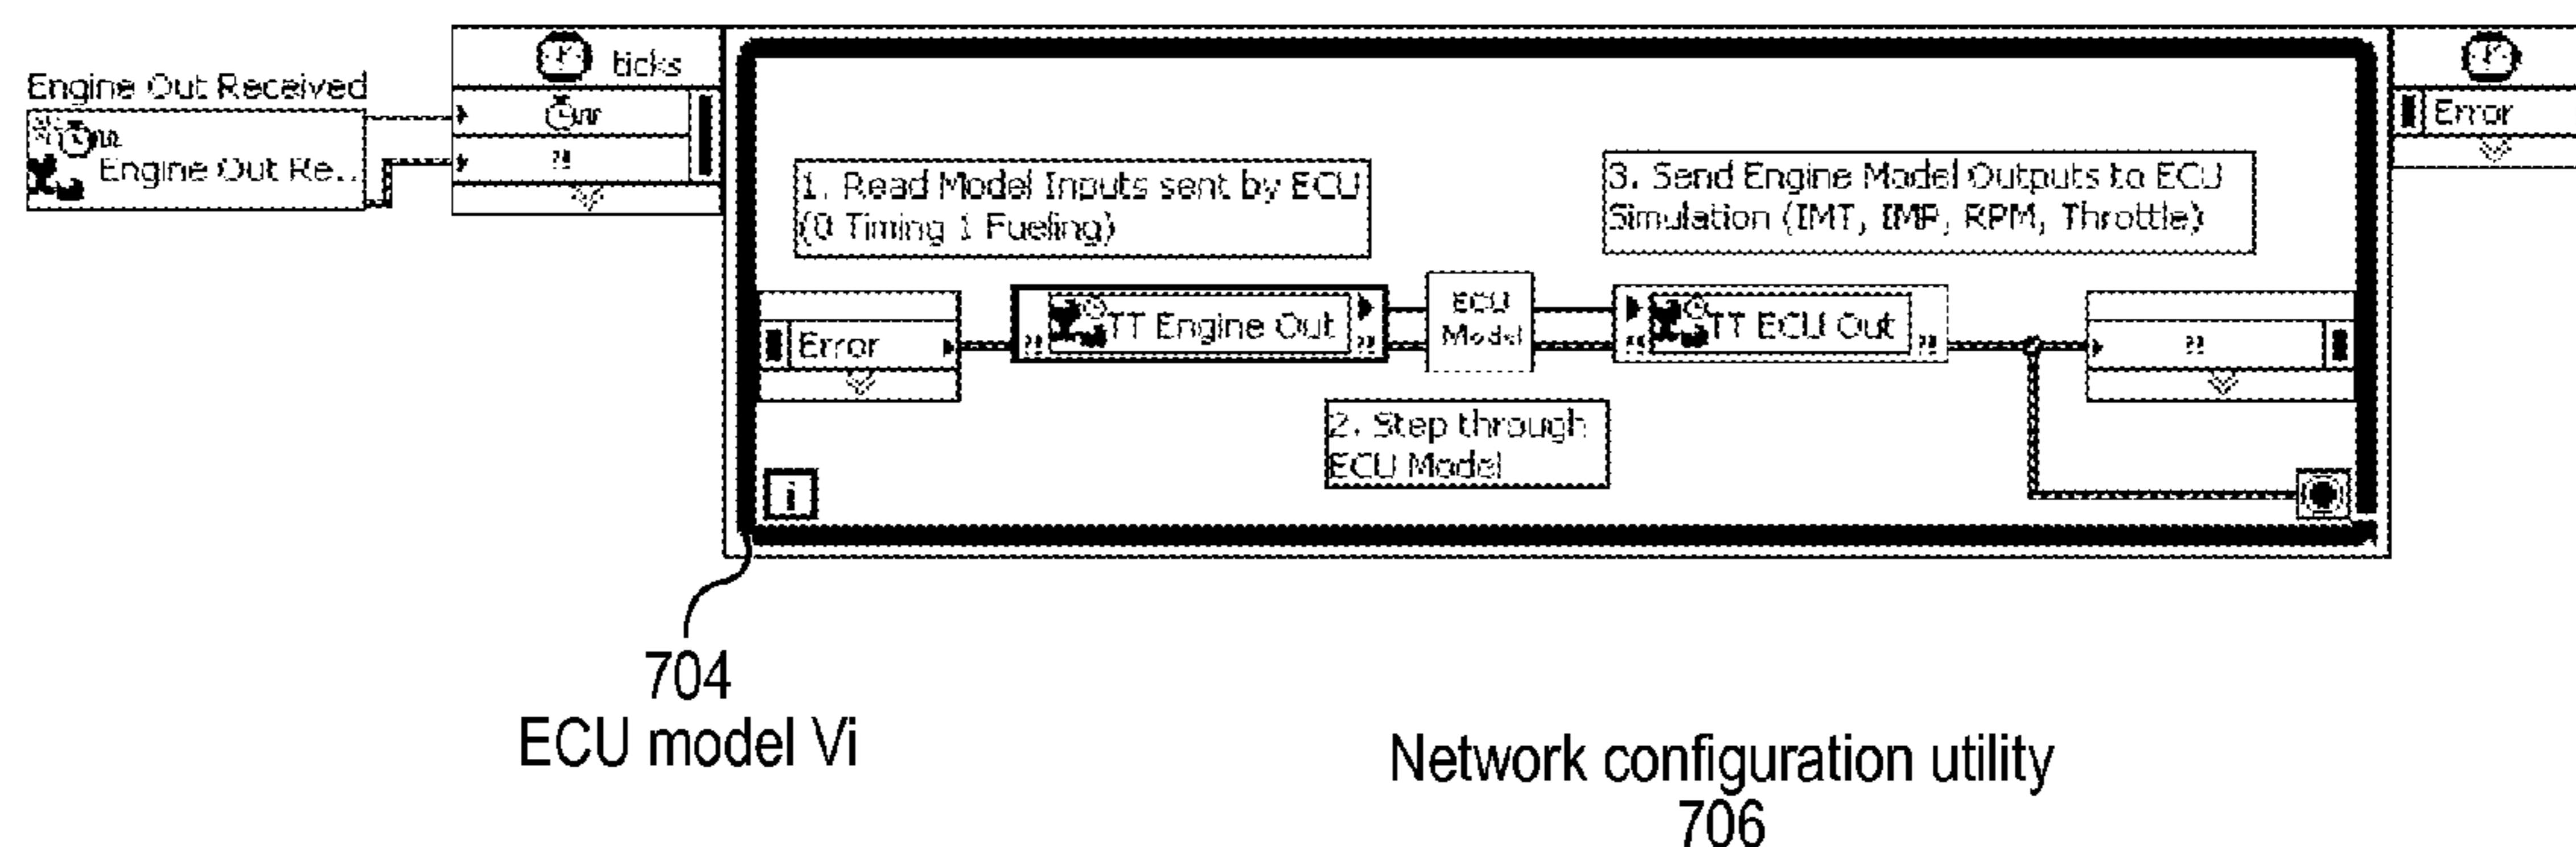 ticks
Engine Out Received
Engine Out Re..
Error
1. Read Model Inputs sent by ECU
(0 Timing 1 Fueling)
3. Send Engine Model Outputs to ECU
Simulation (IMT, IMP, RPM, Throttle)
Error
TT Engine Out
ECU
Model
TT ECU Out
2. Step through
ECU Model
i
704
ECU model Vi
Network configuration utility
706